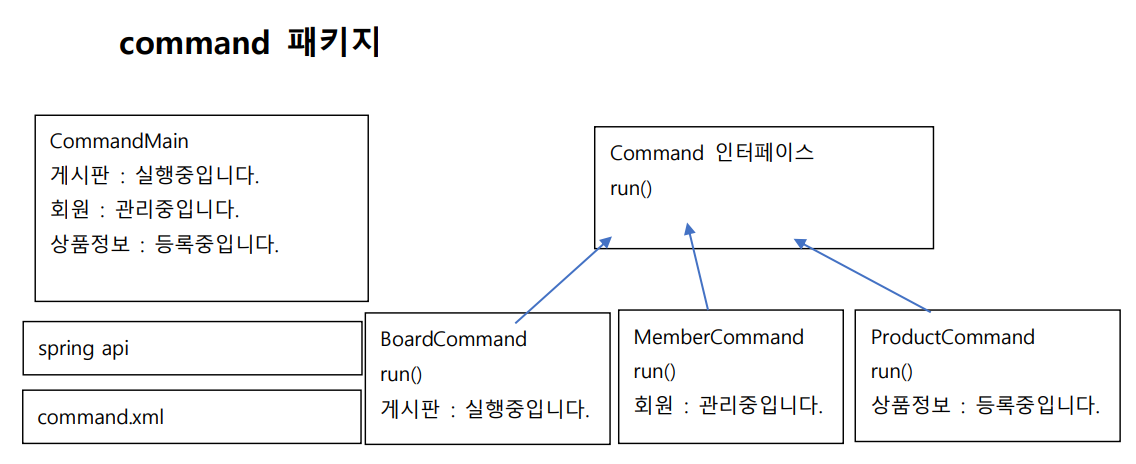 command 패키지
CommandMain
게시판 : 실행중입니다.
회원 : 관리중입니다.
상품정보 : 등록중입니다.
Command 인터페이스
run()
spring api
command.xml
BoardCommand
run()
게시판 : 실행중입니다.
MemberCommand
run()
회원 : 관리중입니다.
ProductCommand
run()
상품정보 : 등록중입니다.